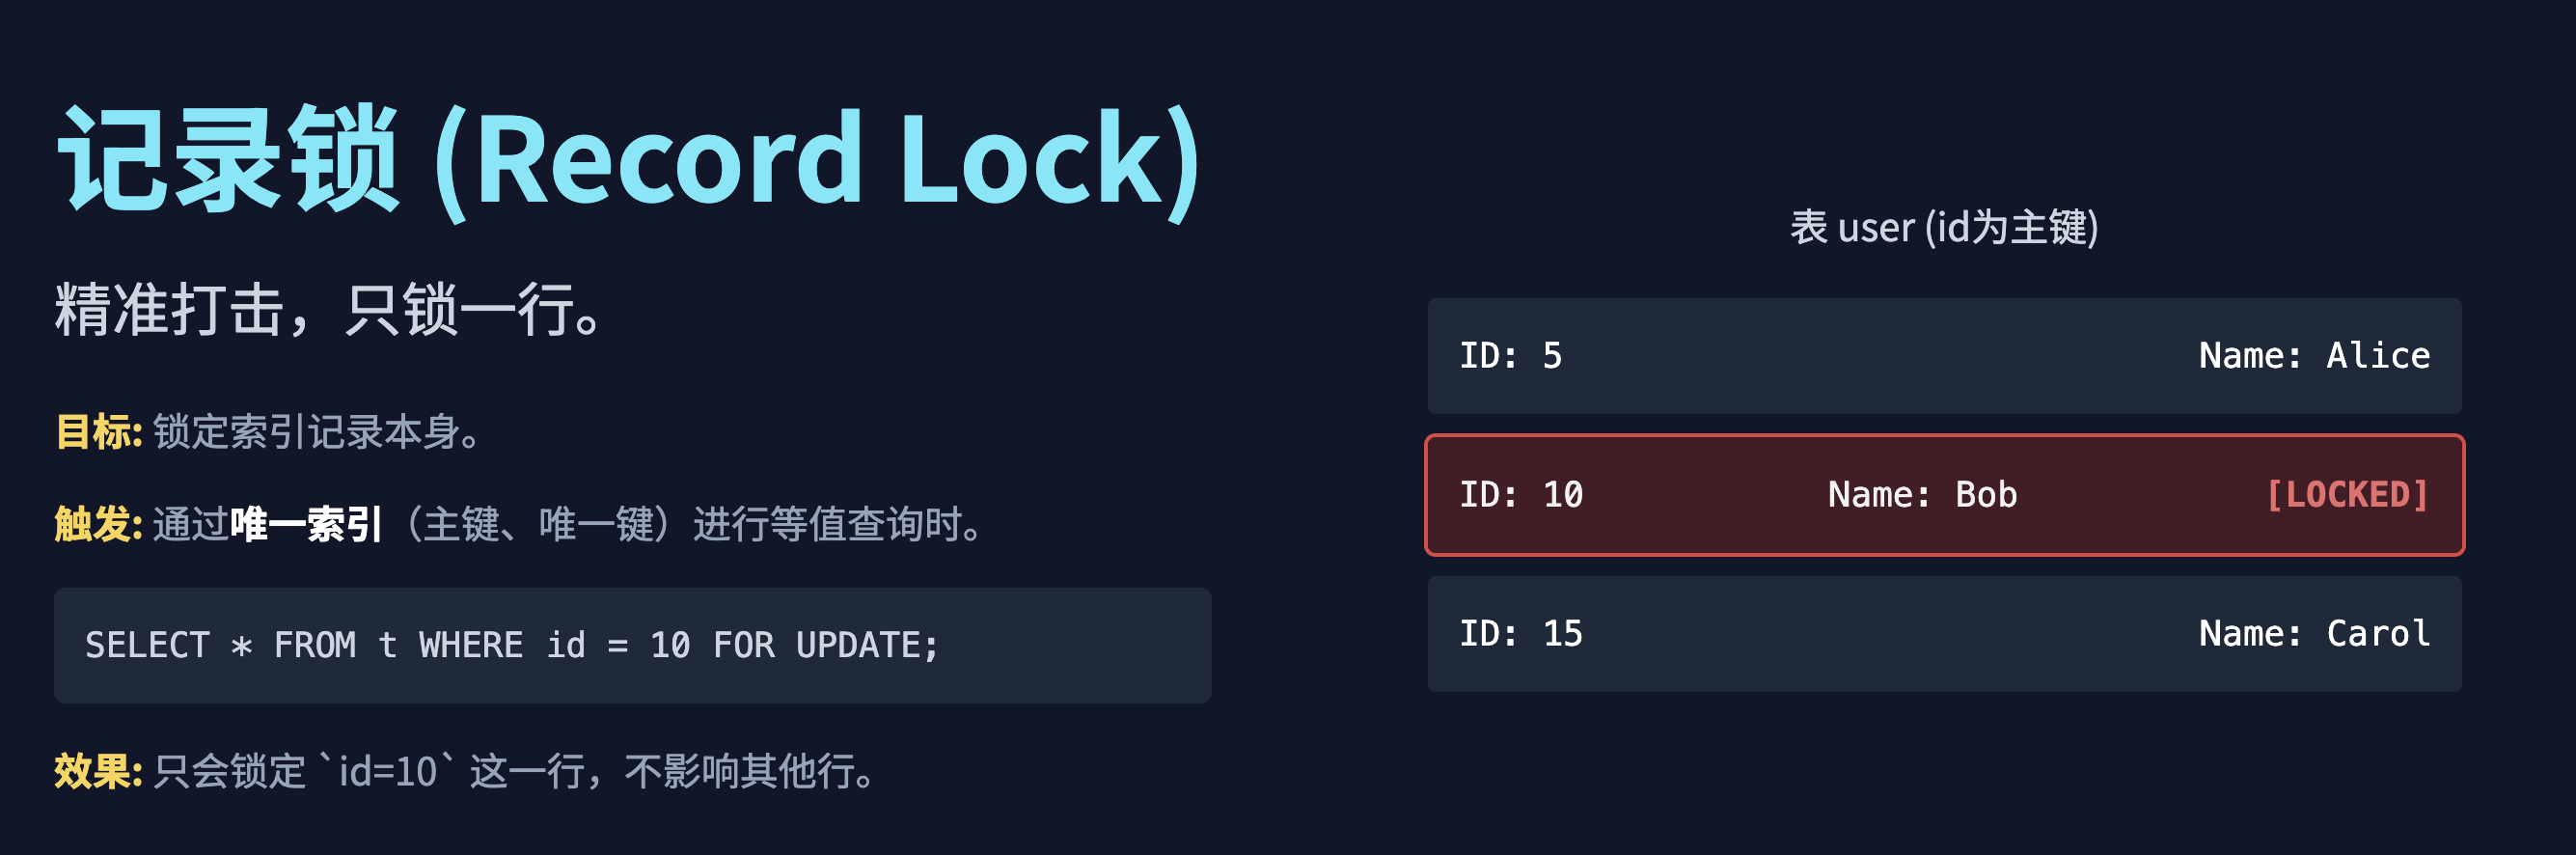 记录锁 (Record Lock)
精准打击，只锁一行。
目标: 锁定索引记录本身。
触发: 通过唯一索引（主键、唯一键）进行等值查询时。
SELECT * FROM t WHERE id = 10 FOR UPDATE;
效果: 只会锁定 `id=10` 这一行，不影响其他行。
表 user (id为主键)
ID: 5 Name: Alice
ID: 10 Name: Bob [LOCKED]
ID: 15 Name: Carol